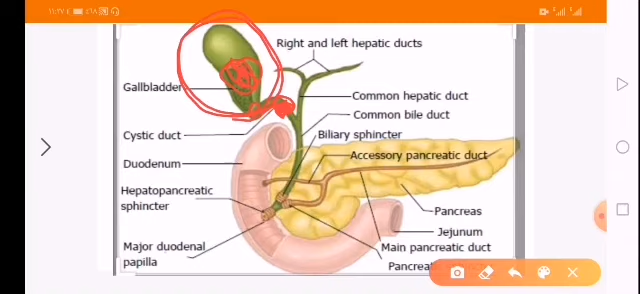 Right and left hepatic ducts
Gallbladder
Common hepatic duct
Common bile duct
Cystic duct
Biliary sphincter
Duodenum
Accessory pancreatic duct
Hepatopancreatic
sphincter
Pancreas
Jejunum
Major duodenal
papilla
Main pancreatic duct